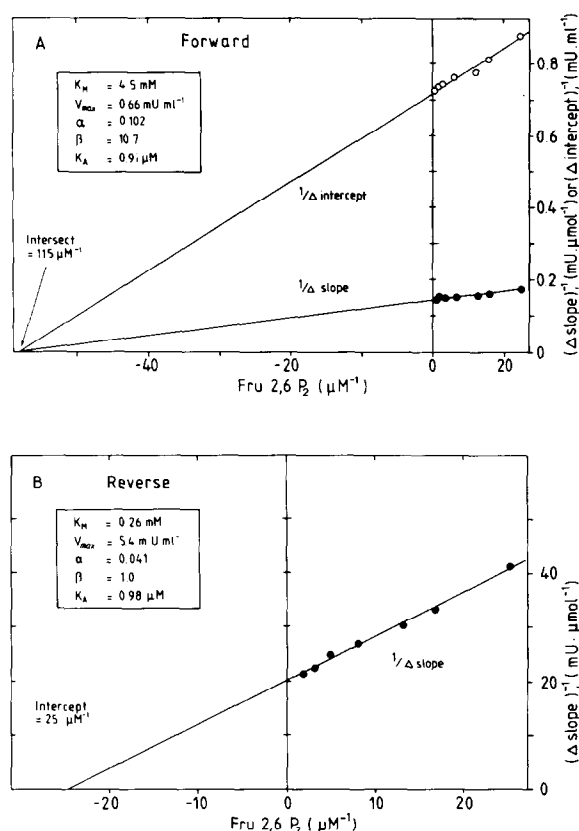 A Forward
K_M = 4.5 mM
V_max = 0.66 mU ml⁻¹
α = 0.102
β = 10.7
K_A = 0.91 μM
Intersect
= 115 μM⁻¹
1/Δ intercept
1/Δ slope
0.8
0.6
0.4
0.2
0
-40
-20
0
20
Fru 2,6 P₂ (μM⁻¹)
(Δslope)⁻¹ (mU.μmol⁻¹) or (Δintercept)⁻¹ (mU.ml⁻¹)
B Reverse
K_M = 0.26 mM
V_max = 5.4 mU ml⁻¹
α = 0.041
β = 1.0
K_A = 0.98 μM
Intercept
= 25 μM⁻¹
1/Δ slope
40
20
0
-20
-10
0
10
20
Fru 2,6 P₂ (μM⁻¹)
(Δslope)⁻¹ (mU. μmol⁻¹)